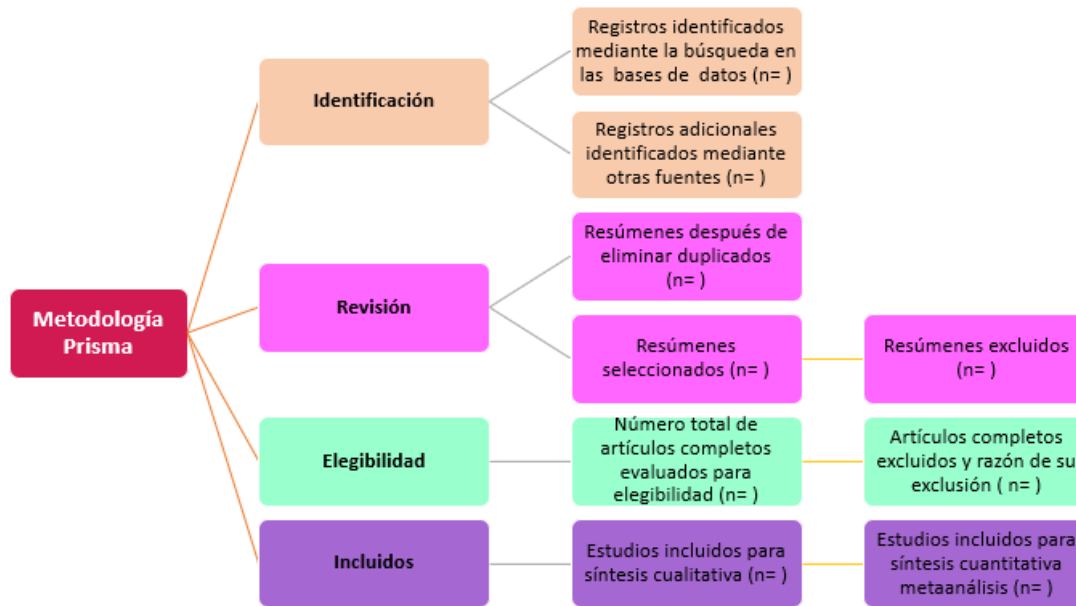 Metodología
Prisma
Identificación
Registros identificados
mediante la búsqueda en
las bases de datos (n= )
Registros adicionales
identificados mediante
otras fuentes (n= )
Revisión
Resúmenes después de
eliminar duplicados
(n= )
Resúmenes
seleccionados (n= )
Resúmenes excluidos
(n= )
Elegibilidad
Número total de
artículos completos
evaluados para
elegibilidad (n= )
Artículos completos
excluidos y razón de su
exclusión ( n= )
Incluidos
Estudios incluidos para
síntesis cualitativa (n= )
Estudios incluidos para
síntesis cuantitativa
metaanálisis (n= )